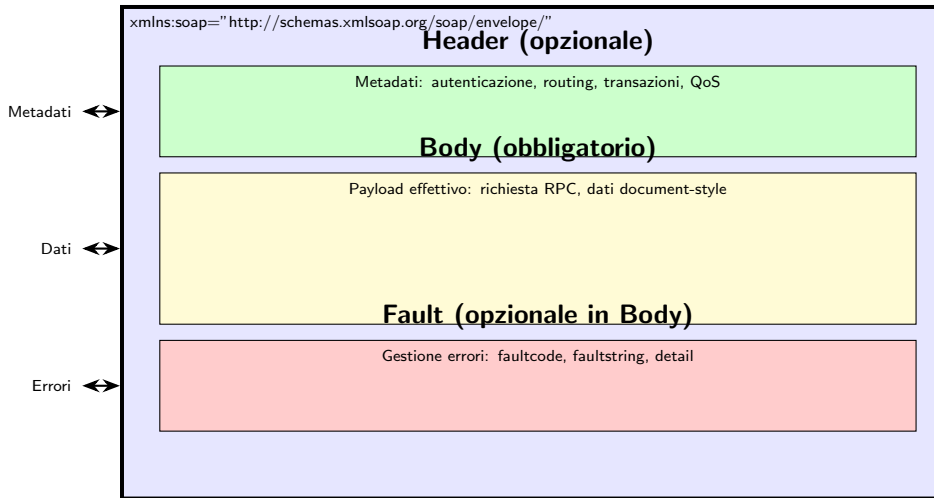 xmlns:soap="http://schemas.xmlsoap.org/soap/envelope/"
Header (opzionale)
Metadati: autenticazione, routing, transazioni, QoS
Metadati
Body (obbligatorio)
Payload effettivo: richiesta RPC, dati document-style
Dati
Fault (opzionale in Body)
Gestione errori: faultcode, faultstring, detail
Errori